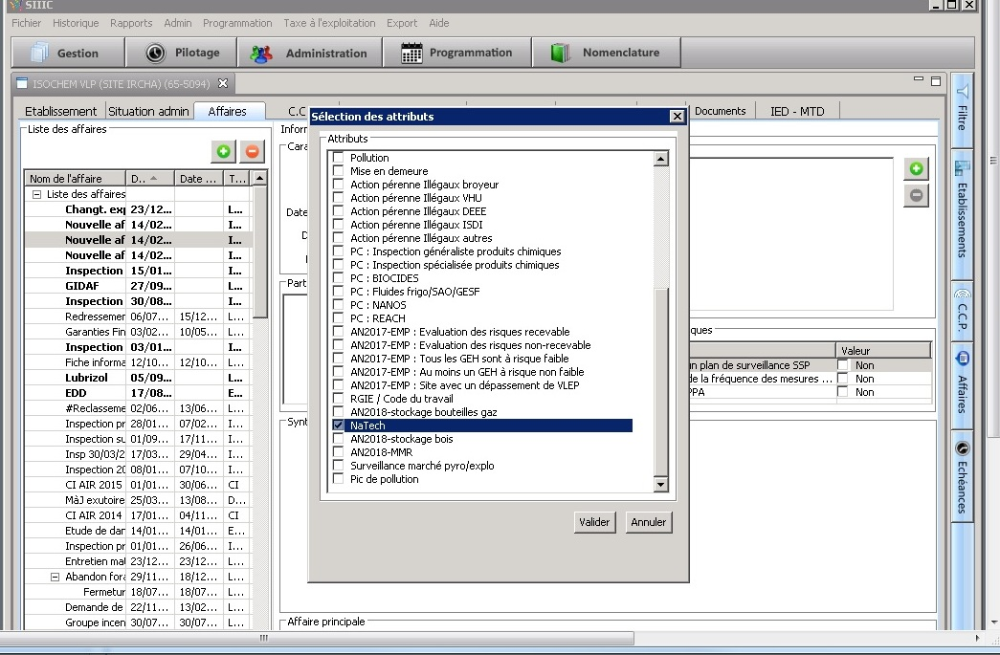 SIIIC
Fichier Historique Rapports Admin Programmation Taxe à l'exploitation Export Aide
Gestion Pilotage Administration Programmation Nomenclature
ISOCHEM VLP (SITE IRCHA) (65-5094)
Etablissement Situation admin Affaires C.C Documents IED - MTD
Liste des affaires
Nom de l'affaire D.. Date ... T...
Liste des affaires
Changt. exp 23/12... L...
Nouvelle af 14/02... I...
Nouvelle af 14/02... I...
Nouvelle af 14/02... I...
Inspection 15/01... I...
GIDAF 27/09... L...
Inspection 30/08... I...
Redressemer 06/07... 15/12... L...
Garanties Fin 03/02... 10/05... L...
Inspection 03/01... I...
Fiche informa 12/10... 12/10... L...
Lubrizol 05/09... L...
EDD 17/08... E...
#Reclasseme 02/06... 13/06... L...
Inspection pr 28/01... 07/02... I...
Inspection su 01/09... 17/11... I...
Insp 30/03/2 17/03... 29/04... I...
Inspection 20 08/01... 07/10... I...
CI AIR 2015 01/01... 30/06... CI
MàJ exutoire 25/03... 13/08... D...
CI AIR 2014 17/01... 04/11... CI
Etude de dar 14/01... 14/01... E...
Inspection pr 01/01... 26/06... I...
Entretien mat 23/12... 23/12... L...
Abandon fora 29/11... 18/12... L...
Fermetur 18/07... 18/07... L...
Demande de 22/11... 13/02... L...
Groupe incen 30/07... 30/07... L...
Infor
Cara
Date
D
Part
Synt
Affaire principale
Sélection des attributs
Attributs
Pollution
Mise en demeure
Action pérenne Illégaux broyeur
Action pérenne Illégaux VHU
Action pérenne Illégaux DEEE
Action pérenne Illégaux ISDI
Action pérenne Illégaux autres
PC : Inspection généraliste produits chimiques
PC : Inspection spécialisée produits chimiques
PC : BIOCIDES
PC : Fluides frigo/SAO/GESF
PC : NANOS
PC : REACH
AN2017-EMP : Evaluation des risques recevable
AN2017-EMP : Evaluation des risques non-recevable
AN2017-EMP : Tous les GEH sont à risque faible
AN2017-EMP : Au moins un GEH à risque non faible
AN2017-EMP : Site avec un dépassement de VLEP
RGIE / Code du travail
AN2018-stockage bouteilles gaz
NaTech
AN2018-stockage bois
AN2018-MMR
Surveillance marché pyro/explo
Pic de pollution
Valider Annuler
ques
Valeur
un plan de surveillance SSP Non
de la fréquence des mesures ... Non
PPA Non
Filtre
Etablissements
C.C.P.
Affaires
Echéances